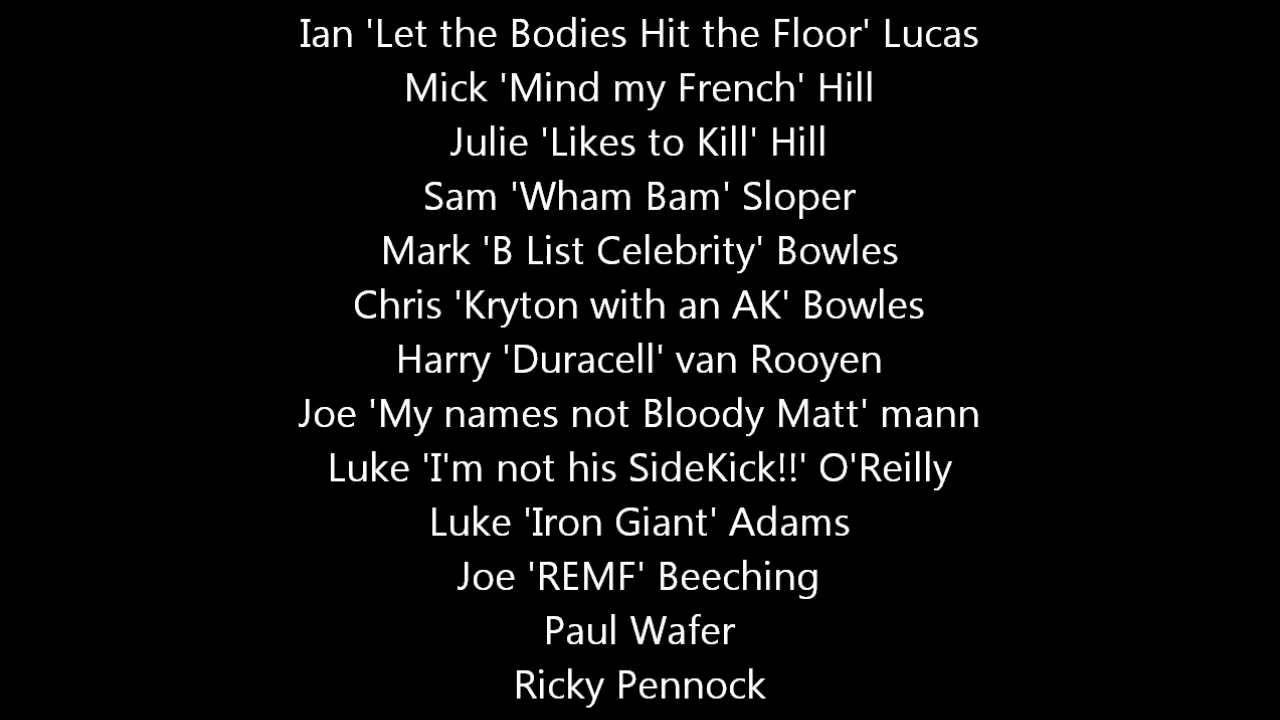 Ian 'Let the Bodies Hit the Floor' Lucas
Mick 'Mind my French' Hill
Julie 'Likes to Kill' Hill
Sam 'Wham Bam' Sloper
Mark 'B List Celebrity' Bowles
Chris 'Kryton with an AK' Bowles
Harry 'Duracell' van Rooyen
Joe 'My names not Bloody Matt' mann
Luke 'I'm not his SideKick!!' O'Reilly
Luke 'Iron Giant' Adams
Joe 'REMF' Beeching
Paul Wafer
Ricky Pennock